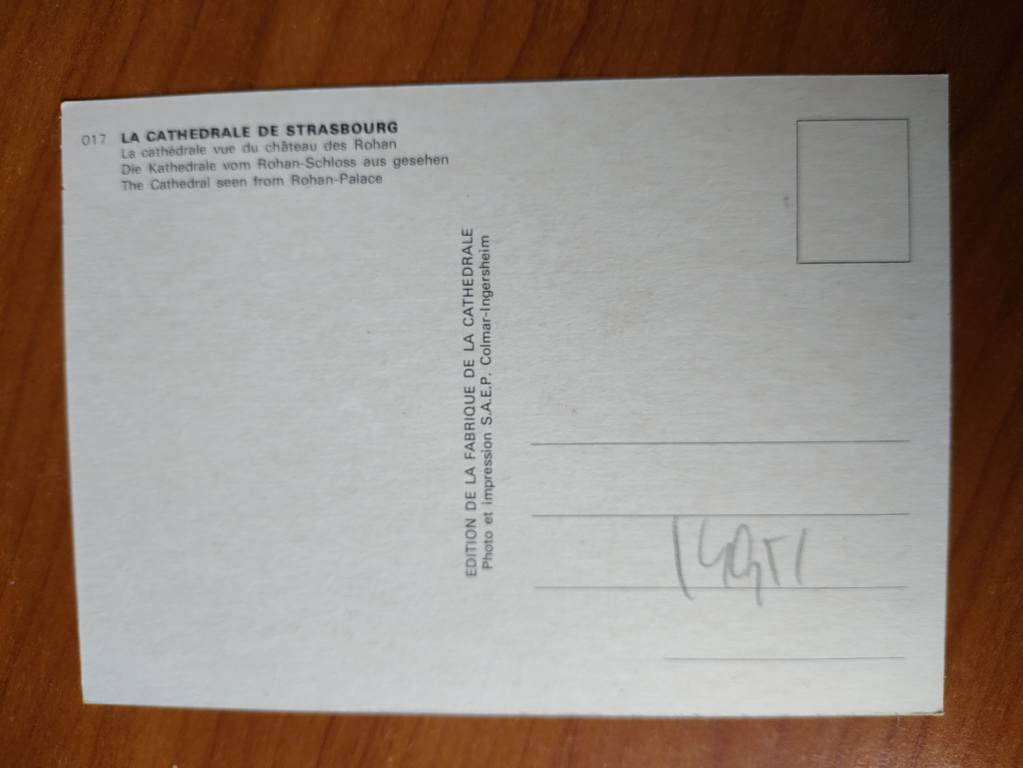 017 LA CATHEDRALE DE STRASBOURG
La cathédrale vue du château des Rohan
Die Kathedrale vom Rohan-Schloss aus gesehen
The Cathedral seen from Rohan-Palace
EDITION DE LA FABRIQUE DE LA CATHEDRALE
Photo et impression S.A.E.P. Colmar-Ingersheim